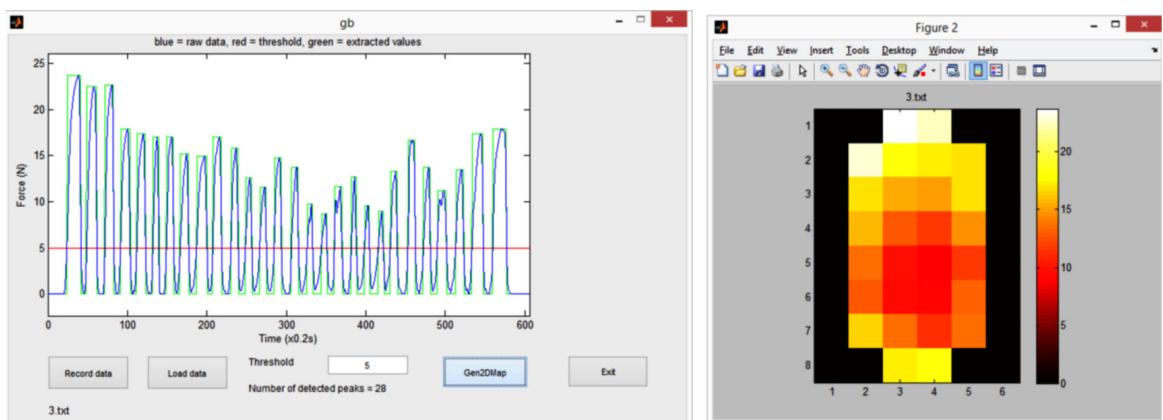 gb
blue = raw data, red = threshold, green = extracted values
25
20
15
10
5
0
Force (N)
0 100 200 300 400 500 600
Time (x0.2s)
Record data
Load data
Threshold
5
Number of detected peaks = 28
Gen2DMap
Exit
3.txt
Figure 2
File Edit View Insert Tools Desktop Window Help
3.txt
1
2
3
4
5
6
7
8
1 2 3 4 5 6
20
15
10
5
0